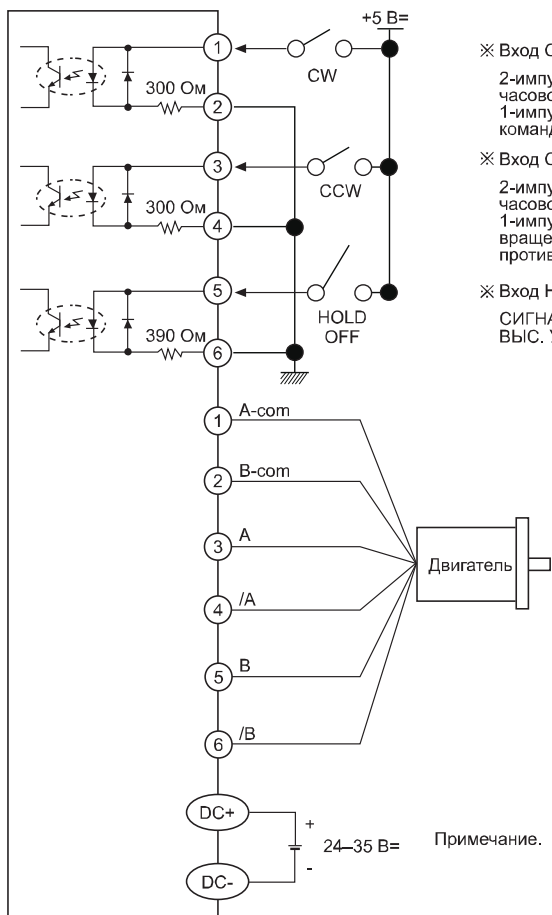 +5 В=
1
CW
300 Ом
2
3
CCW
300 Ом
4
5
HOLD
OFF
390 Ом
6
※ Вход C
2-импу
часово
1-импу
команд
※ Вход C
2-импу
часово
1-импу
враще
против
※ Вход H
СИГНА
ВЫС. У
1 A-com
2 B-com
3 A
4 /A
5 B
6 /B
Двигатель
DC+
+
24–35 В=
-
DC-
Примечание.